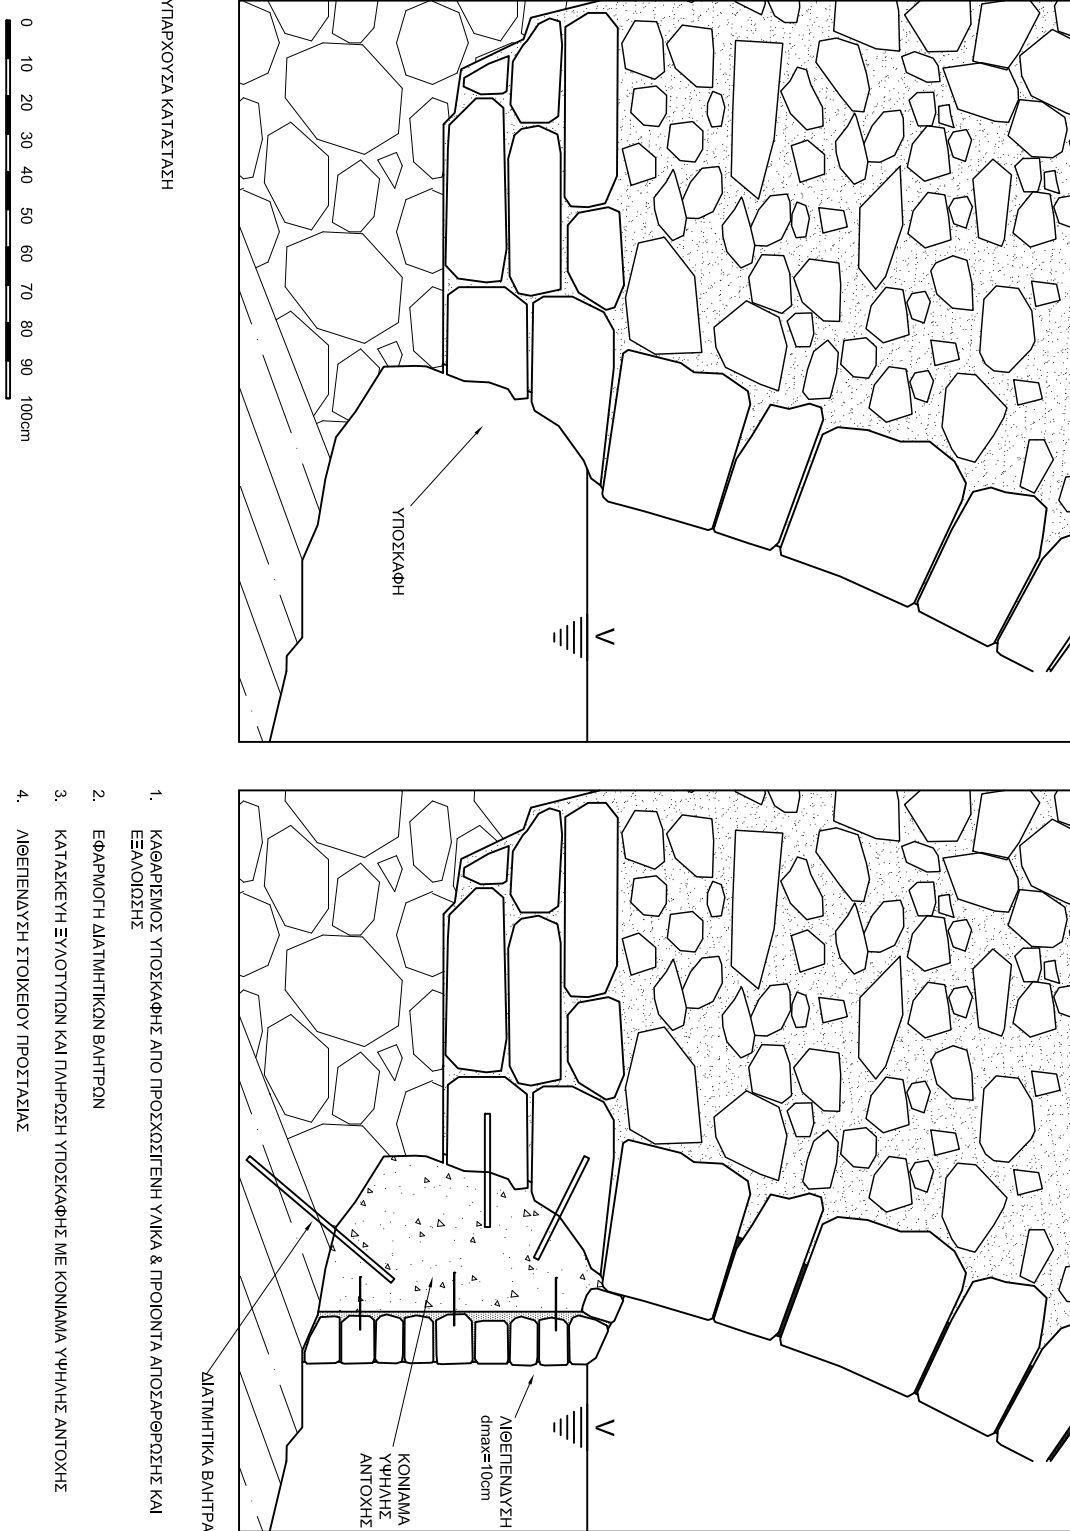 ΥΠΑΡΧΟΥΣΑ ΚΑΤΑΣΤΑΣΗ
0 10 20 30 40 50 60 70 80 90 100cm
ΥΠΟΣΚΑΦΗ
V
V
ΛΙΘΕΠΕΝΔΥΣΗ
dmax=10cm
ΚΟΝΙΑΜΑ
ΥΨΗΛΗΣ
ΑΝΤΟΧΗΣ
ΔΙΑΤΜΗΤΙΚΑ ΒΛΗΤΡΑ
1. ΚΑΘΑΡΙΣΜΟΣ ΥΠΟΣΚΑΦΗΣ ΑΠΟ ΠΡΟΣΧΩΣΙΓΕΝΗ ΥΛΙΚΑ & ΠΡΟΙΟΝΤΑ ΑΠΟΣΑΡΘΡΩΣΗΣ ΚΑΙ
ΕΞΑΛΟΙΩΣΗΣ
2. ΕΦΑΡΜΟΓΗ ΔΙΑΤΜΗΤΙΚΩΝ ΒΛΗΤΡΩΝ
3. ΚΑΤΑΣΚΕΥΗ ΞΥΛΟΤΥΠΩΝ ΚΑΙ ΠΛΗΡΩΣΗ ΥΠΟΣΚΑΦΗΣ ΜΕ ΚΟΝΙΑΜΑ ΥΨΗΛΗΣ ΑΝΤΟΧΗΣ
4. ΛΙΘΕΠΕΝΔΥΣΗ ΣΤΟΙΧΕΙΟΥ ΠΡΟΣΤΑΣΙΑΣ